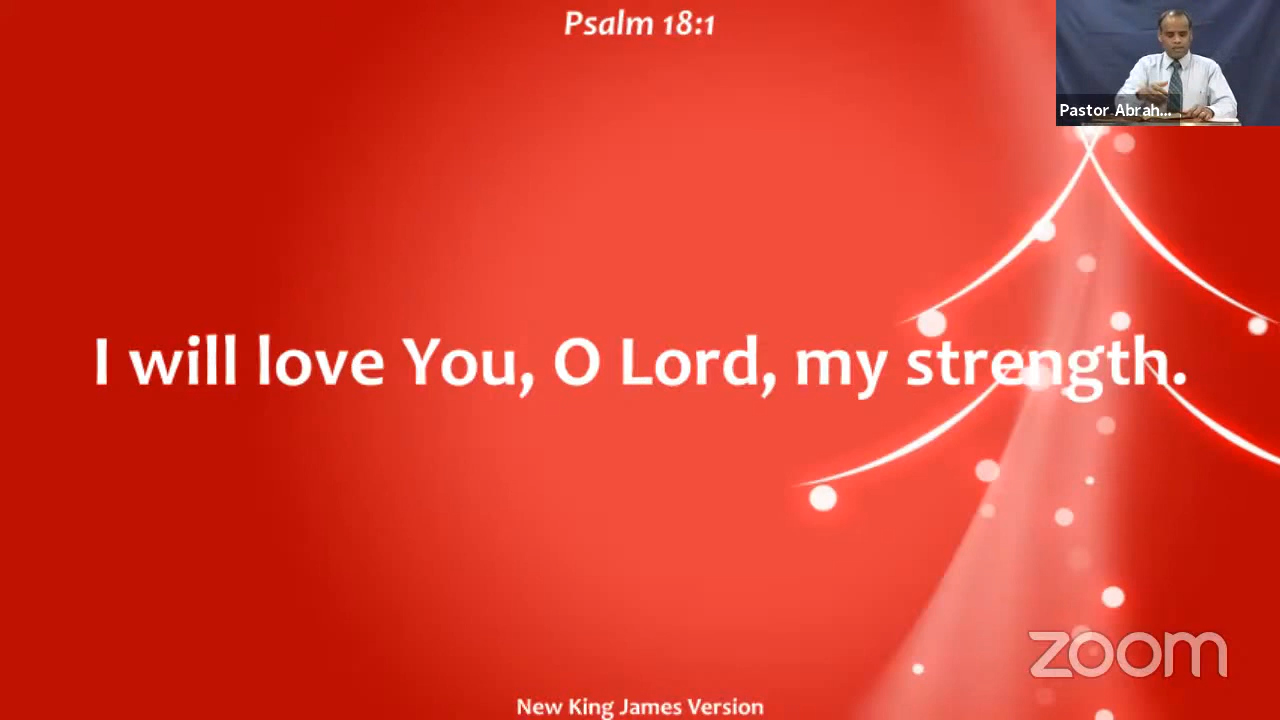 Psalm 18:1
Pastor Abrah...
I will love You, O Lord, my strength.
zoom
New King James Version